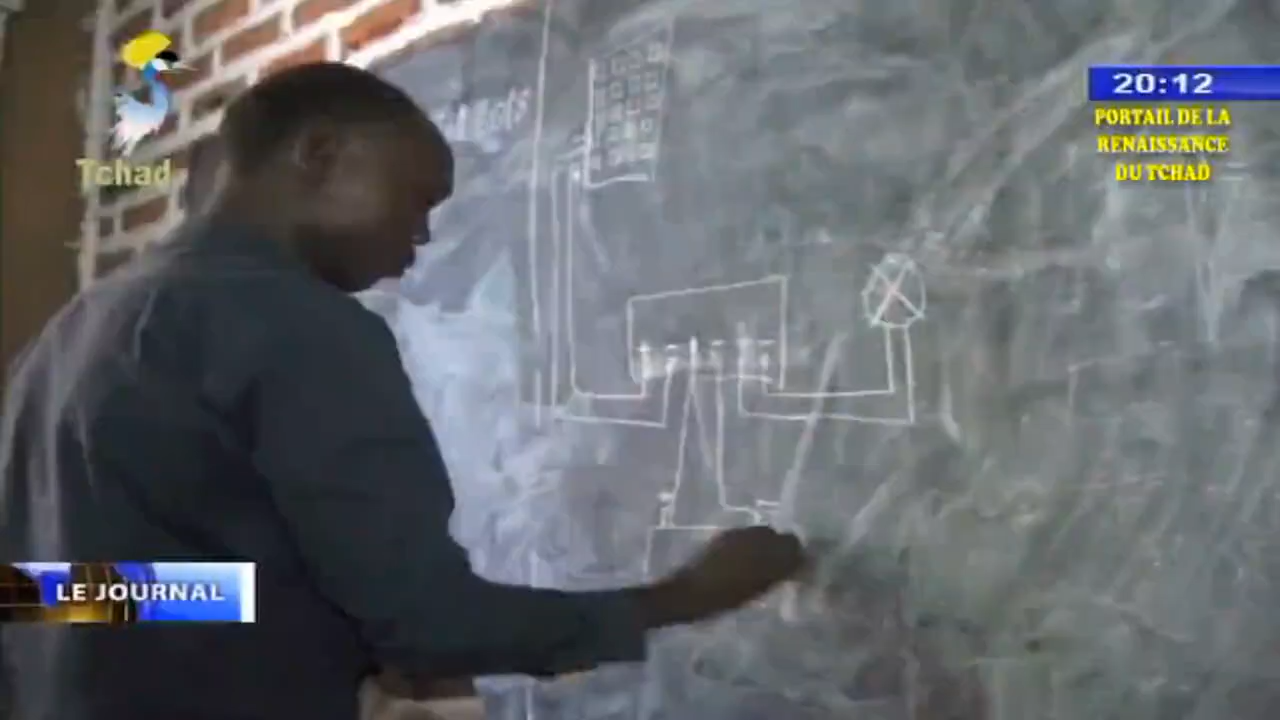 Tchad
20:12
PORTAIL DE LA
RENAISSANCE
DU TCHAD
LE JOURNAL